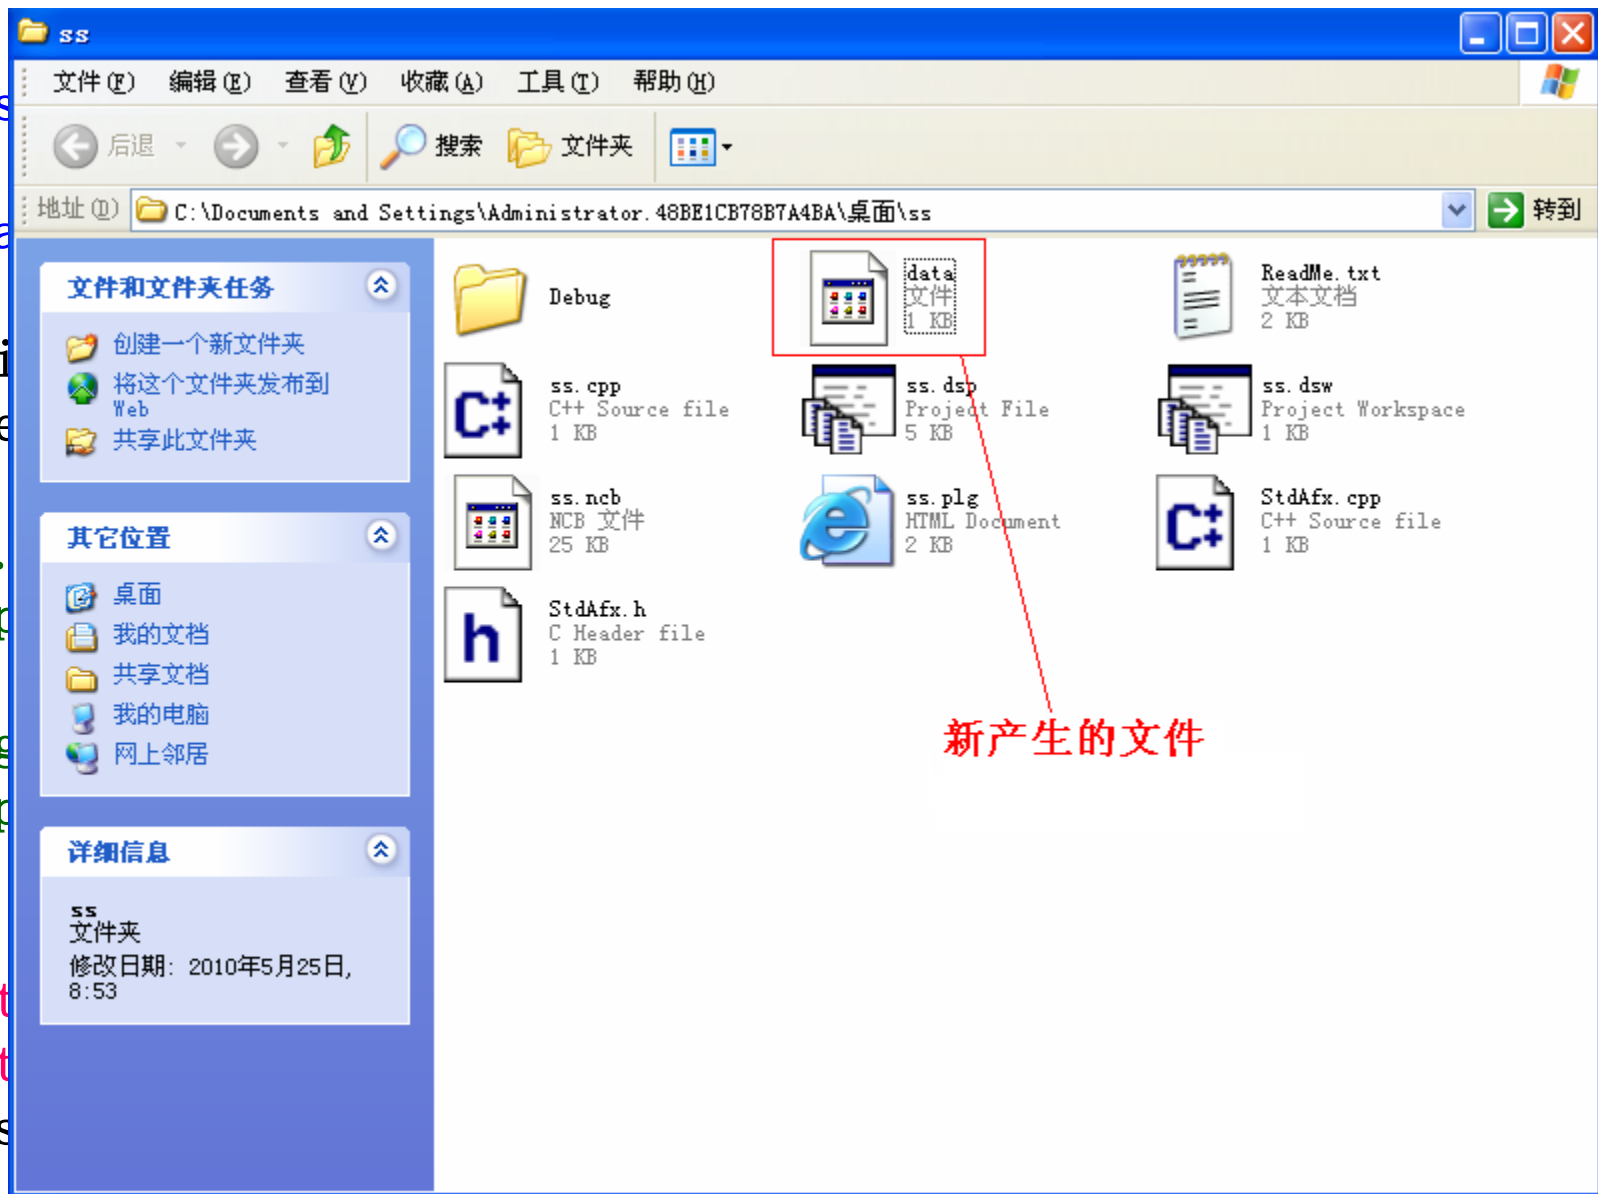 ss
文件(F) 编辑(E) 查看(V) 收藏(A) 工具(T) 帮助(H)
后退 搜索 文件夹
地址(D) C:\Documents and Settings\Administrator.48BE1CB78B7A4BA\桌面\ss 转到
文件和文件夹任务
创建一个新文件夹
将这个文件夹发布到
Web
共享此文件夹
其它位置
桌面
我的文档
共享文档
我的电脑
网上邻居
详细信息
ss
文件夹
修改日期: 2010年5月25日,
8:53
Debug
data
文件
1 KB
ReadMe.txt
文本文档
2 KB
ss.cpp
C++ Source file
1 KB
ss.dsp
Project File
5 KB
ss.dsw
Project Workspace
1 KB
ss.ncb
NCB 文件
25 KB
ss.plg
HTML Document
2 KB
StdAfx.cpp
C++ Source file
1 KB
StdAfx.h
C Header file
1 KB
新产生的文件